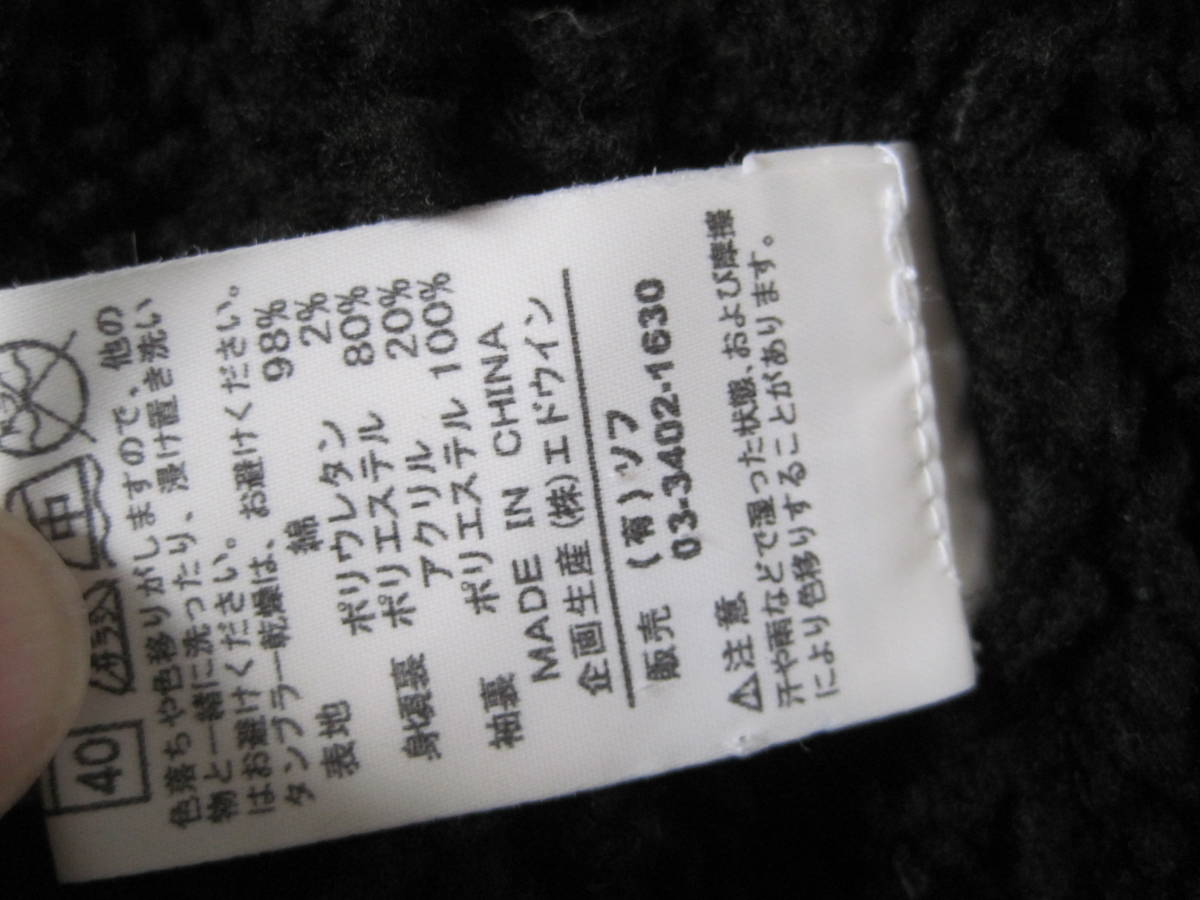 40
中
色落ちや色移りがしますので、他の
物と一緒に洗ったり、浸け置き洗い
はお避けください。
タンブラー乾燥は、お避けください。
表地 綿 98%
ポリウレタン 2%
身頃裏 ポリエステル 80%
アクリル 20%
袖裏 ポリエステル 100%
MADE IN CHINA
企画生産 (株)エドウイン
販売 (有)ソフ
03-3402-1630
⚠注意
汗や雨などで湿った状態、および摩擦
により色移りすることがあります。